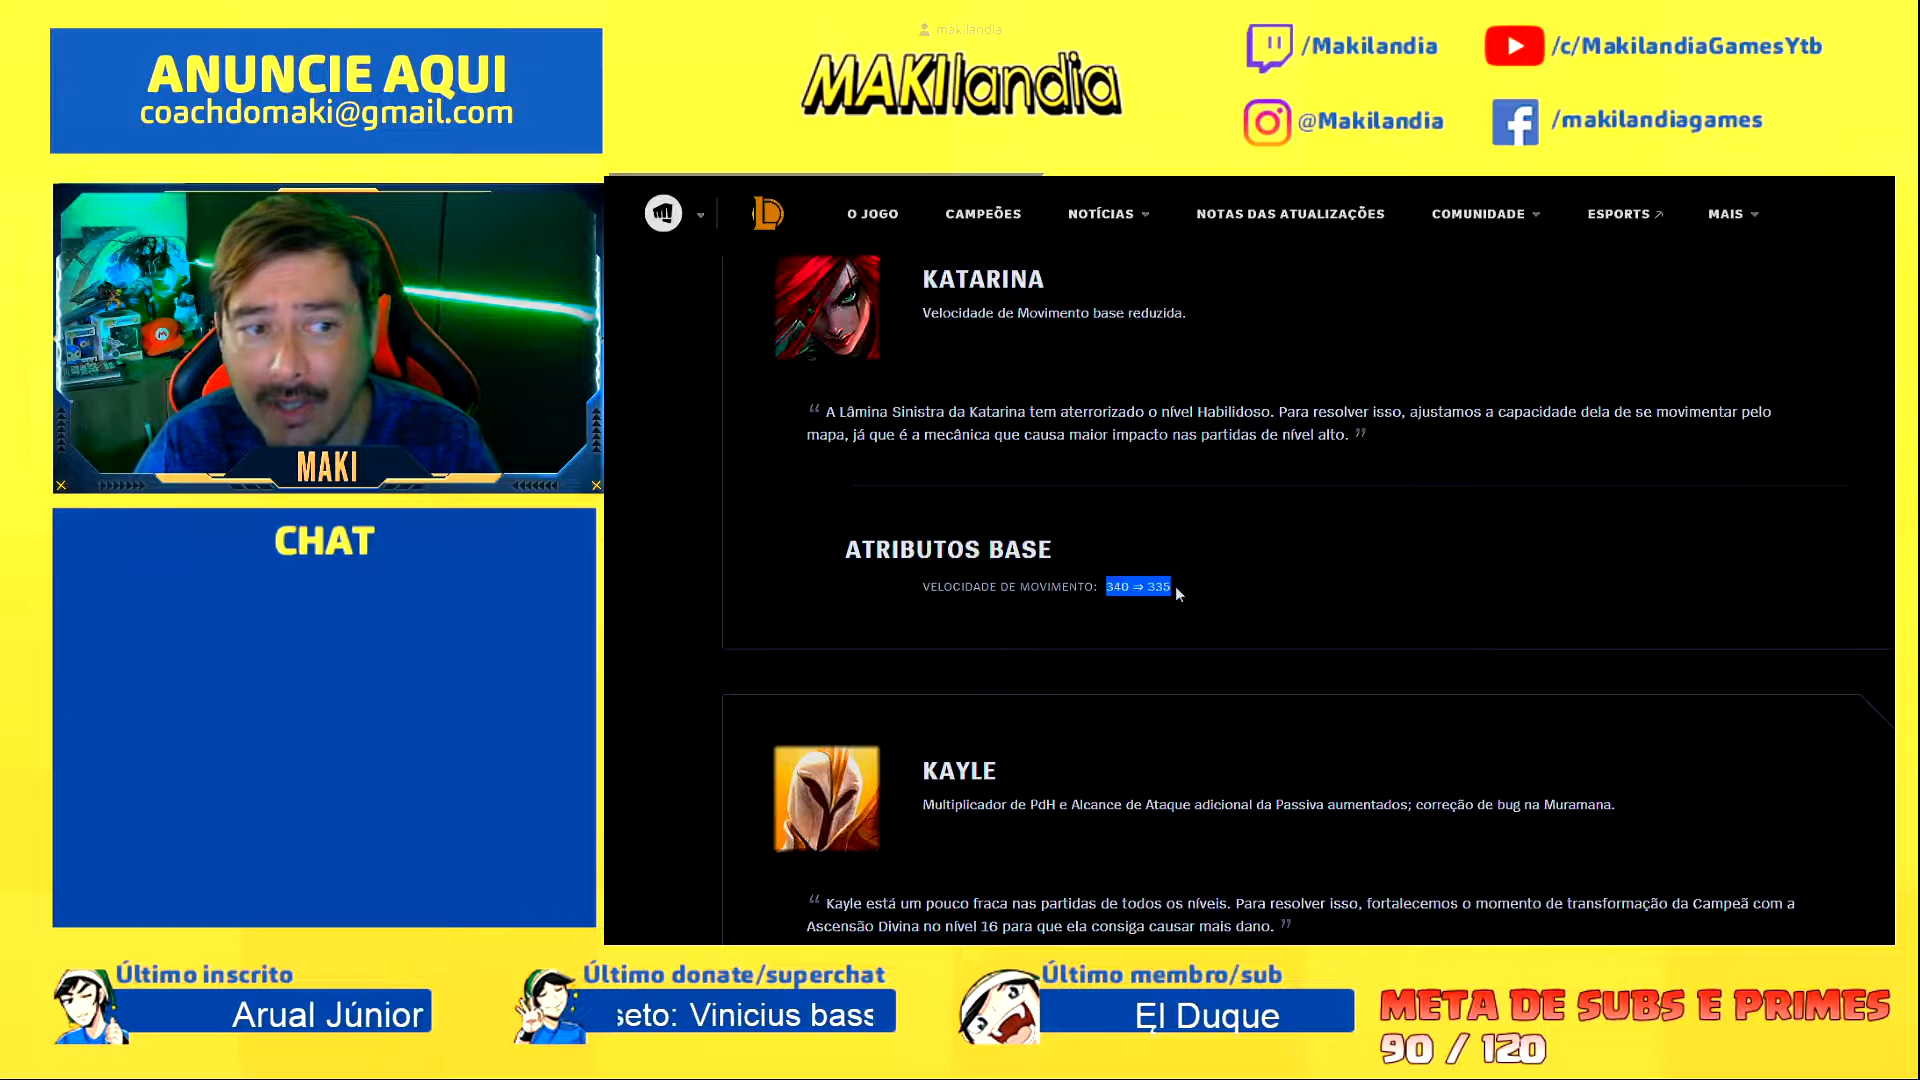 ANUNCIE AQUI
coachdomaki@gmail.com
makilandia
MAKIlandia
/Makilandia
/c/MakilandiaGamesYtb
@Makilandia
/makilandiagames
MAKI
CHAT
O JOGO
CAMPEÕES
NOTÍCIAS
NOTAS DAS ATUALIZAÇÕES
COMUNIDADE
ESPORTS
MAIS
KATARINA
Velocidade de Movimento base reduzida.
“ A Lâmina Sinistra da Katarina tem aterrorizado o nível Habilidoso. Para resolver isso, ajustamos a capacidade dela de se movimentar pelo
mapa, já que é a mecânica que causa maior impacto nas partidas de nível alto. ”
ATRIBUTOS BASE
VELOCIDADE DE MOVIMENTO: 340 ⇒ 335
KAYLE
Multiplicador de PdH e Alcance de Ataque adicional da Passiva aumentados; correção de bug na Muramana.
“ Kayle está um pouco fraca nas partidas de todos os níveis. Para resolver isso, fortalecemos o momento de transformação da Campeã com a
Ascensão Divina no nível 16 para que ela consiga causar mais dano. ”
Último inscrito
Arual Júnior
Último donate/superchat
seto: Vinicius bass
Último membro/sub
El Duque
META DE SUBS E PRIMES
90 / 120